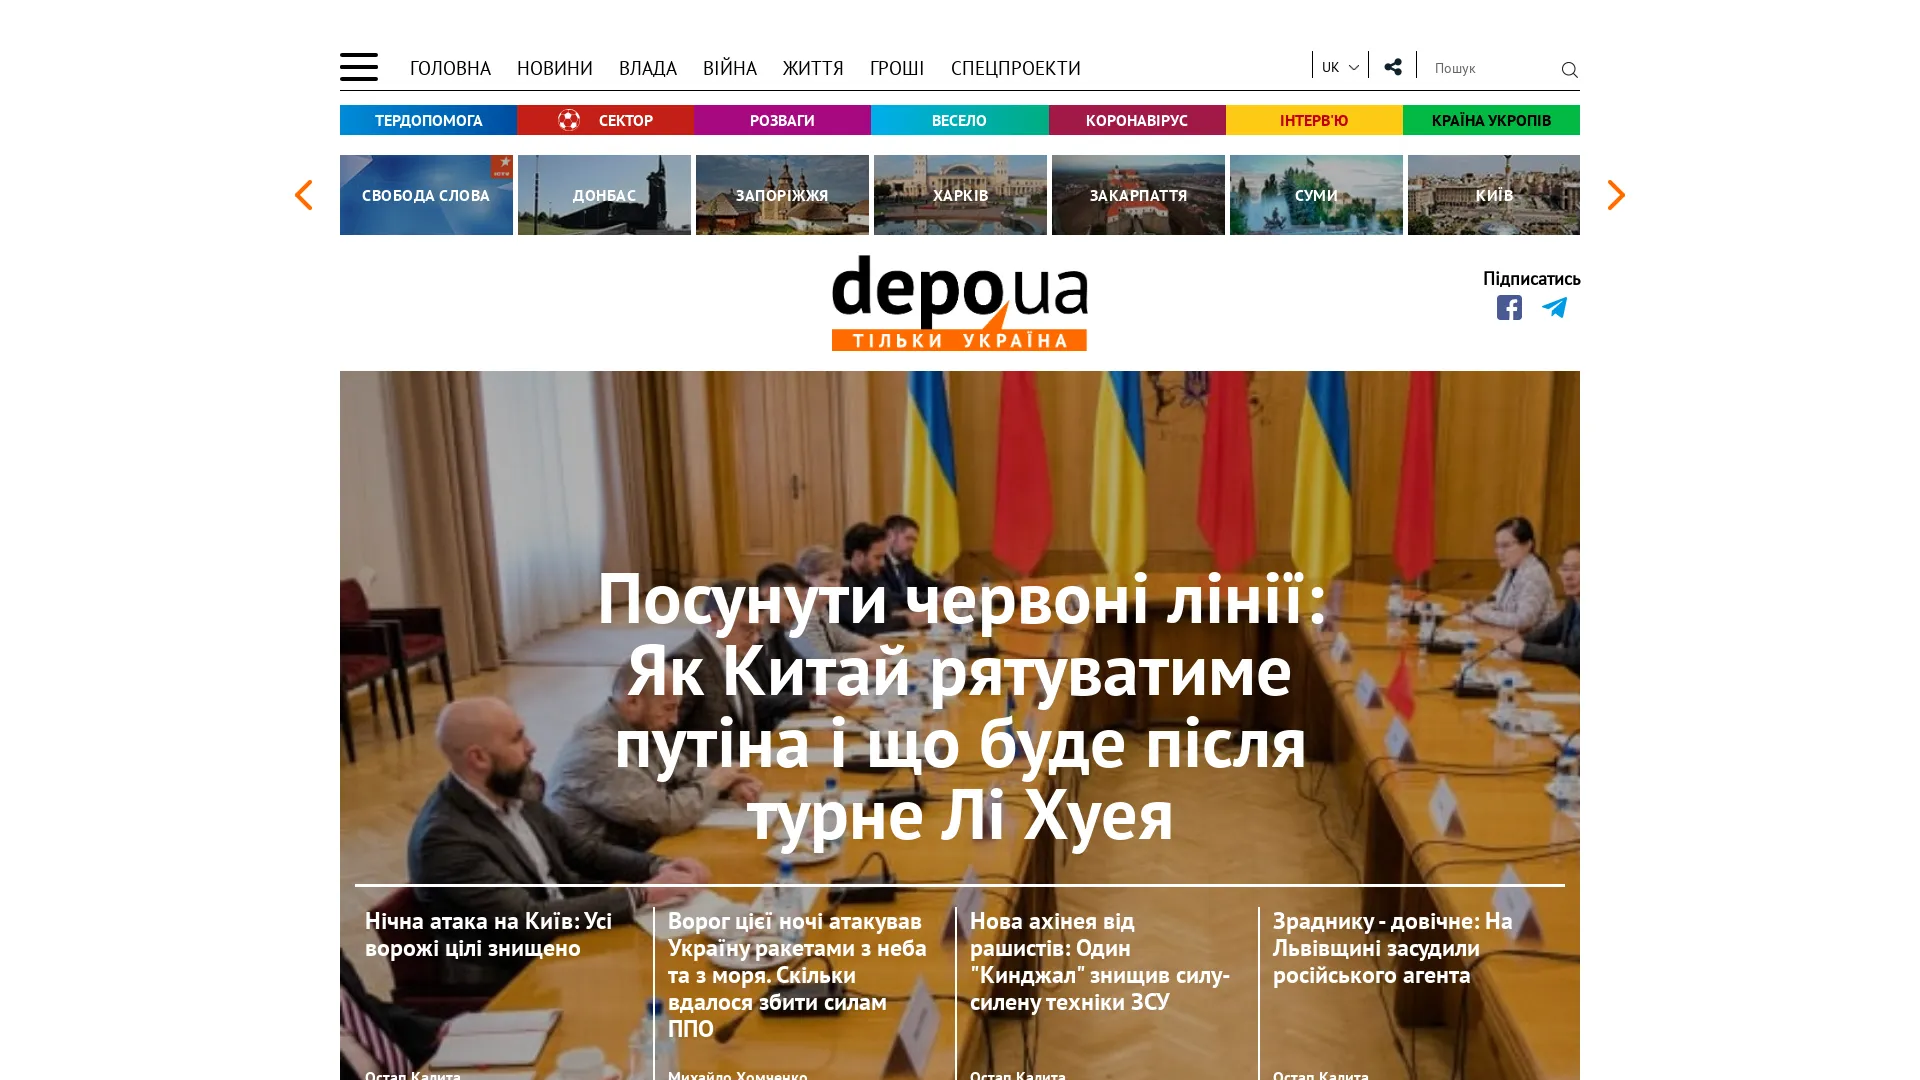 ГОЛОВНА НОВИНИ ВЛАДА ВІЙНА ЖИТТЯ ГРОШІ СПЕЦПРОЕКТИ UK Пошук
ТЕРДОПОМОГА СЕКТОР РОЗВАГИ ВЕСЕЛО КОРОНАВІРУС ІНТЕРВ'Ю КРАЇНА УКРОПІВ
СВОБОДА СЛОВА ДОНБАС ЗАПОРІЖЖЯ ХАРКІВ ЗАКАРПАТТЯ СУМИ КИЇВ
depo.ua
ТІЛЬКИ УКРАЇНА
Підписатись
Посунути червоні лінії:
Як Китай рятуватиме
путіна і що буде після
турне Лі Хуея
Нічна атака на Київ: Усі
ворожі цілі знищено
Остап Калита
Ворог цієї ночі атакував
Україну ракетами з неба
та з моря. Скільки
вдалося збити силам
ППО
Михайло Хомченко
Нова ахінея від
рашистів: Один
"Кинджал" знищив силу-
силену техніки ЗСУ
Остап Калита
Зраднику - довічне: На
Львівщині засудили
російського агента
Остап Калита